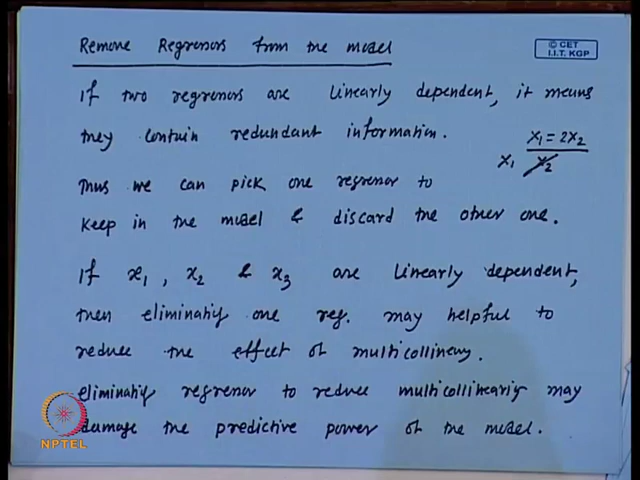 Remove Regressors from the model
© CET
I.I.T. KGP
If two regressors are linearly dependent, it means
they contain redundant information.
X1 = 2X2
X1 X2
Thus we can pick one regressor to
keep in the model & discard the other one.
If x1, x2 & x3 are linearly dependent,
then eliminatig one reg. may helpful to
reduce the effect of multicollineary.
eliminatig regressor to reduce multicollinearity may
damage the predictive power of the model.
NPTEL